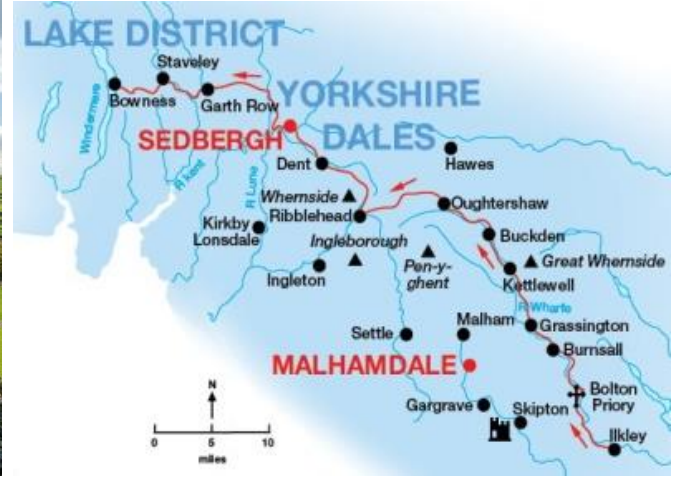 LAKE DISTRICT
Staveley
Bowness
Garth Row
YORKSHIRE
DALES
SEDBERGH
Windermere
R Kent
R Lune
Dent
Hawes
Whernside
Ribblehead
Oughtershaw
Kirkby
Lonsdale
Ingleborough
Buckden
Ingleton
Pen-y-
ghent
Great Whernside
Kettlewell
R Wharfe
Settle
Malham
Grassington
Burnsall
MALHAMDALE
Gargrave
Skipton
Bolton
Priory
Ilkley
N
0 5 10
miles